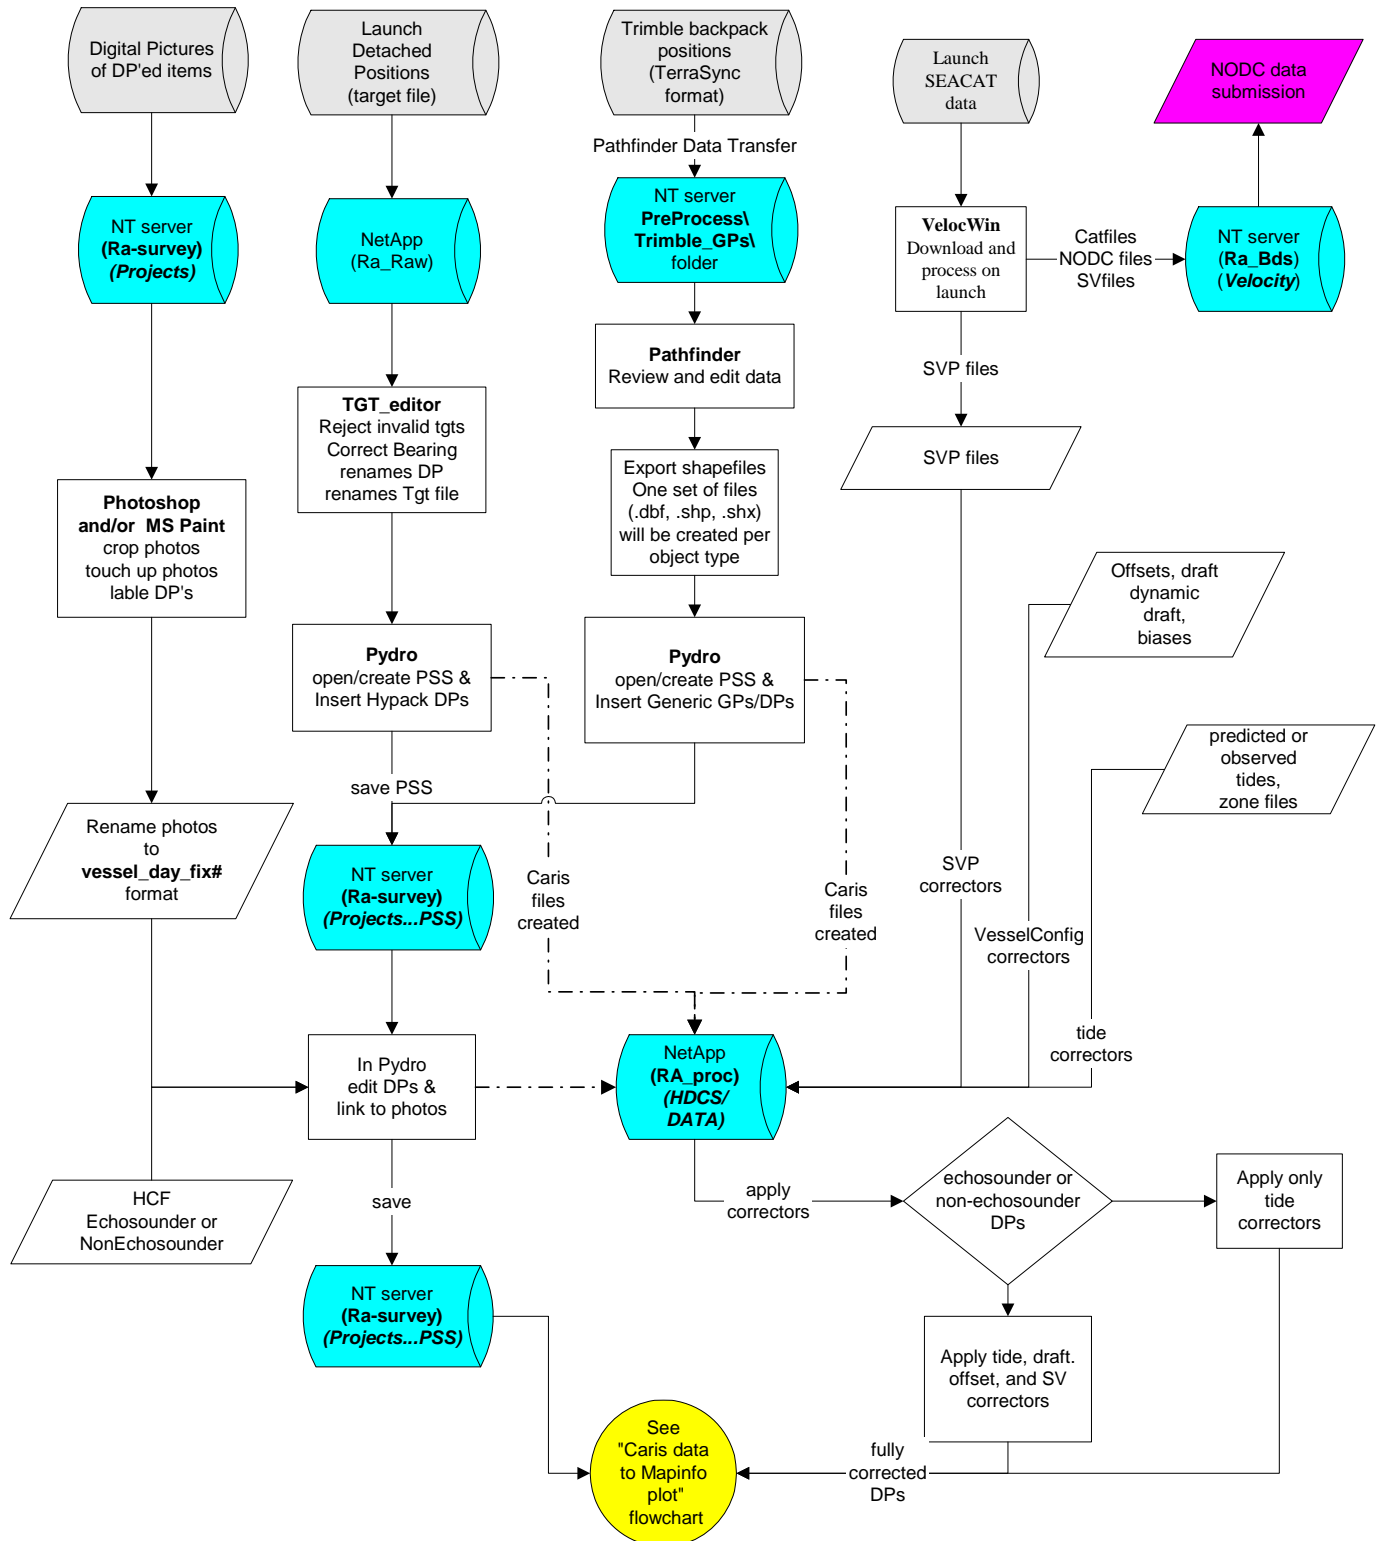 Digital Pictures
of DP'ed items
Launch
Detached
Positions
(target file)
Trimble backpack
positions
(TerraSync
format)
Launch
SEACAT
data
NODC data
submission
Pathfinder Data Transfer
NT server
(Ra-survey)
(Projects)
NetApp
(Ra_Raw)
NT server
PreProcess\
Trimble_GPs\
folder
VelocWin
Download and
process on
launch
Catfiles
NODC files
SVfiles
NT server
(Ra_Bds)
(Velocity)
Pathfinder
Review and edit data
SVP files
TGT_editor
Reject invalid tgts
Correct Bearing
renames DP
renames Tgt file
SVP files
Export shapefiles
One set of files
(.dbf, .shp, .shx)
will be created per
object type
Photoshop
and/or  MS Paint
crop photos
touch up photos
lable DP's
Offsets, draft
dynamic
draft,
biases
Pydro
open/create PSS &
Insert Hypack DPs
Pydro
open/create PSS &
Insert Generic GPs/DPs
predicted or
observed
tides,
zone files
save PSS
Rename photos
to
vessel_day_fix#
format
NT server
(Ra-survey)
(Projects...PSS)
Caris
files
created
Caris
files
created
SVP
correctors
VesselConfig
correctors
tide
correctors
In Pydro
edit DPs &
link to photos
NetApp
(RA_proc)
(HDCS/
DATA)
HCF
Echosounder or
NonEchosounder
save
apply
correctors
echosounder or
non-echosounder
DPs
Apply only
tide
correctors
NT server
(Ra-survey)
(Projects...PSS)
Apply tide, draft.
offset, and SV
correctors
See
"Caris data
to Mapinfo
plot"
flowchart
fully
corrected
DPs